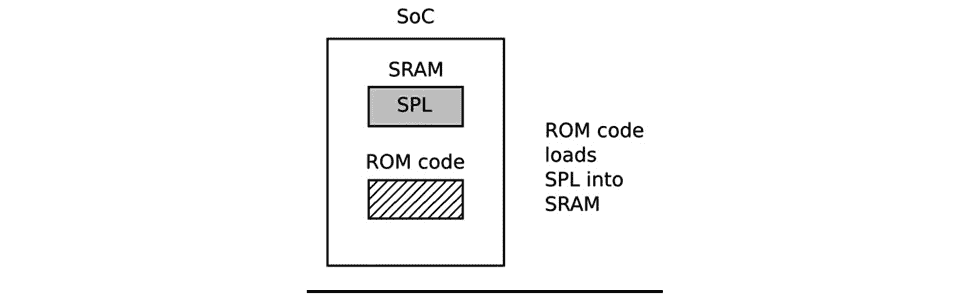 SoC
SRAM
SPL
ROM code
ROM code
loads
SPL into
SRAM